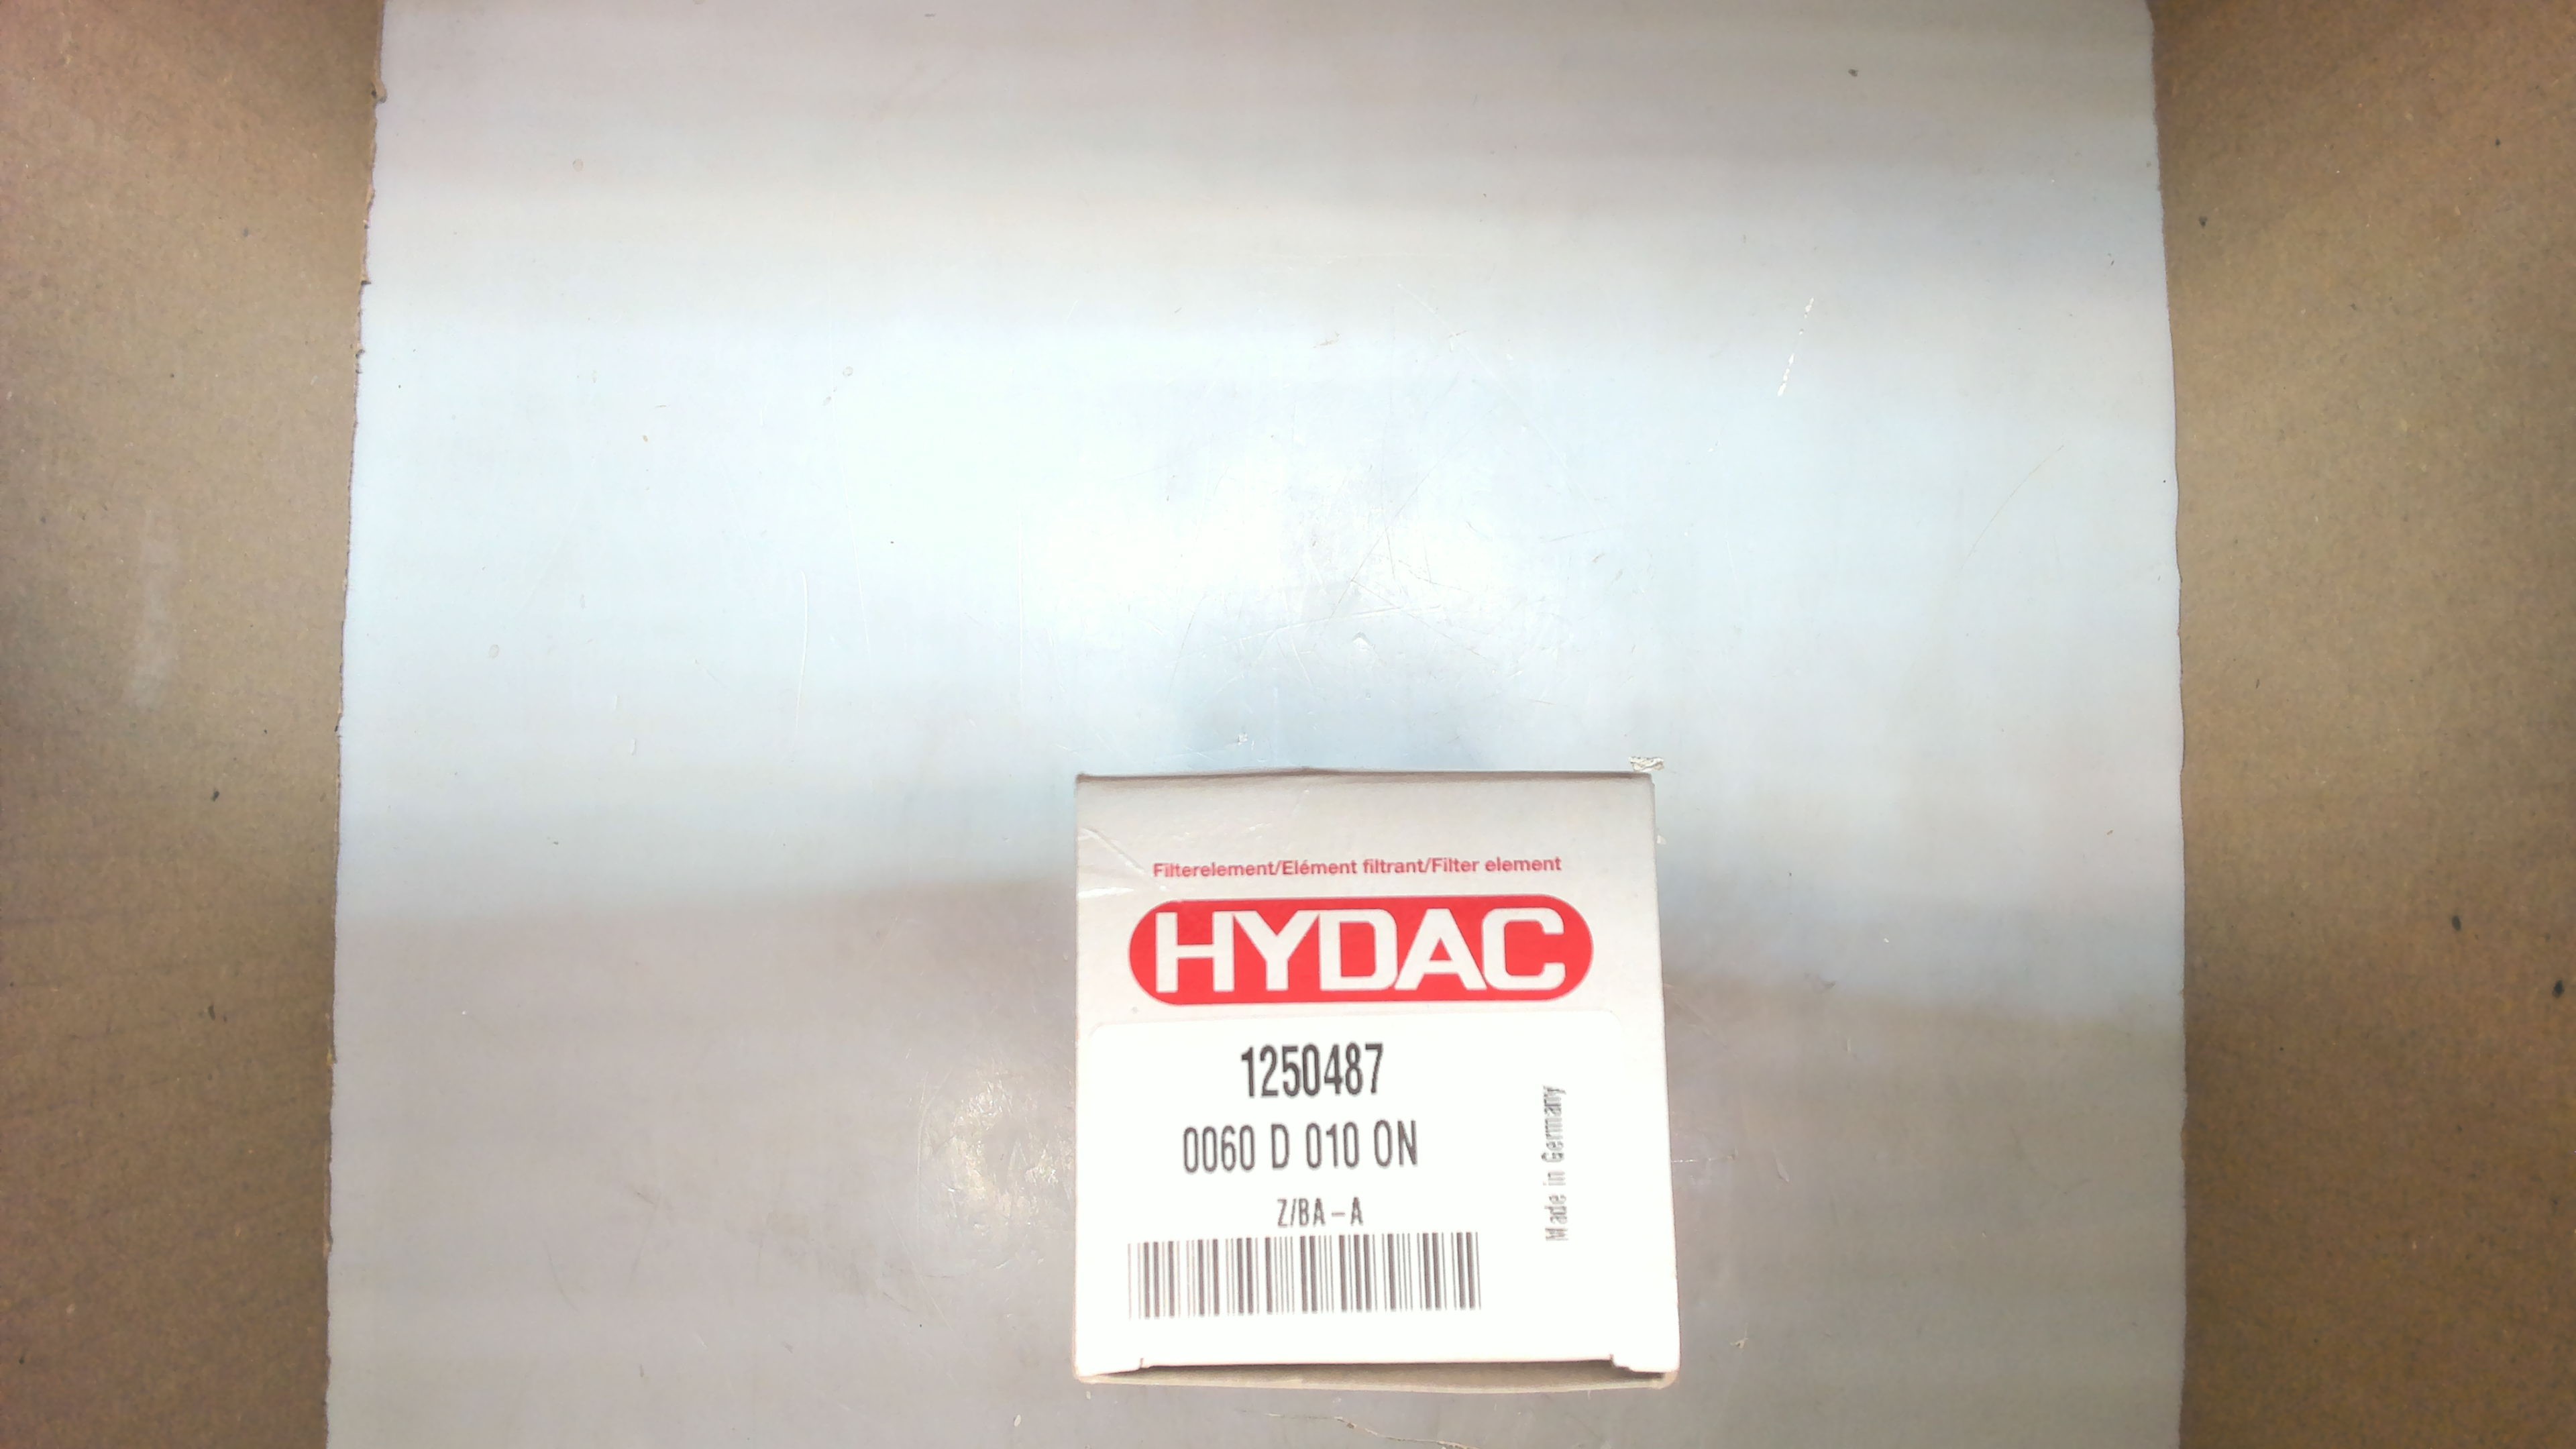 Filterelement/Elément filtrant/Filter element
HYDAC
1250487
0060 D 010 ON
Z/BA – A
Made in Germany